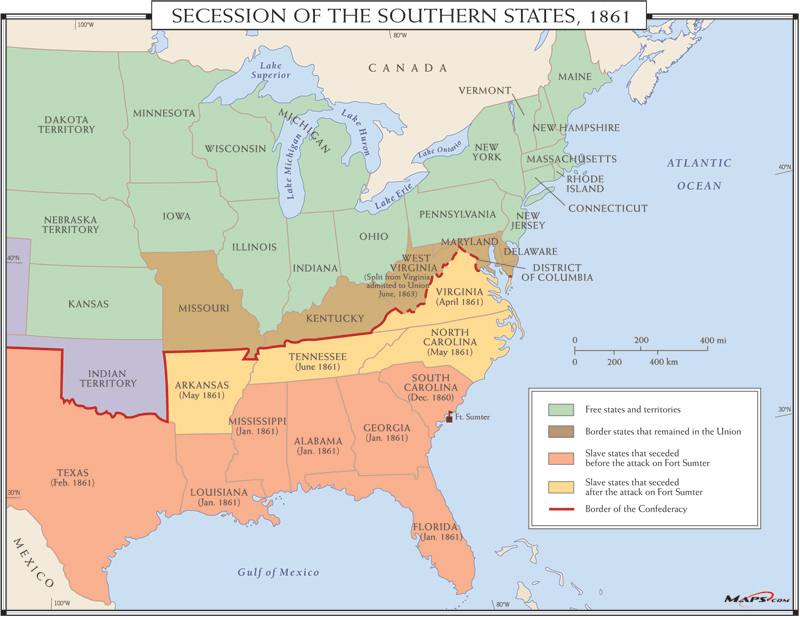 SECESSION OF THE SOUTHERN STATES, 1861
100°W
80°W
CANADA
Lake
Superior
MAINE
VERMONT
MINNESOTA
DAKOTA
TERRITORY
MICHIGAN
Lake Huron
Lake Michigan
WISCONSIN
Lake Ontario
NEW HAMPSHIRE
NEW
YORK
MASSACHUSETTS
ATLANTIC
OCEAN
40°N
RHODE
ISLAND
Lake Erie
CONNECTICUT
NEBRASKA
TERRITORY
IOWA
PENNSYLVANIA
NEW
JERSEY
ILLINOIS
INDIANA
OHIO
MARYLAND
DELAWARE
40°N
WEST
VIRGINIA
(Split from Virginia
admitted to Union
June, 1863)
DISTRICT
OF COLUMBIA
KANSAS
MISSOURI
KENTUCKY
VIRGINIA
(April 1861)
NORTH
CAROLINA
(May 1861)
0 200 400 mi
0 200 400 km
TENNESSEE
(June 1861)
INDIAN
TERRITORY
ARKANSAS
(May 1861)
SOUTH
CAROLINA
(Dec. 1860)
Ft. Sumter
30°N
MISSISSIPPI
(Jan. 1861)
ALABAMA
(Jan. 1861)
GEORGIA
(Jan. 1861)
TEXAS
(Feb. 1861)
LOUISIANA
(Jan. 1861)
30°N
FLORIDA
(Jan. 1861)
Free states and territories
Border states that remained in the Union
Slave states that seceded
before the attack on Fort Sumter
Slave states that seceded
after the attack on Fort Sumter
Border of the Confederacy
MEXICO
Gulf of Mexico
100°W
80°W
MAPS.COM